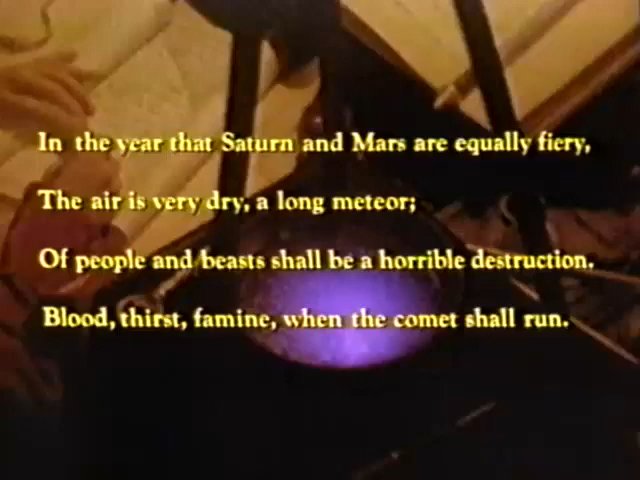 In the year that Saturn and Mars are equally fiery,
The air is very dry, a long meteor;
Of people and beasts shall be a horrible destruction.
Blood, thirst, famine, when the comet shall run.